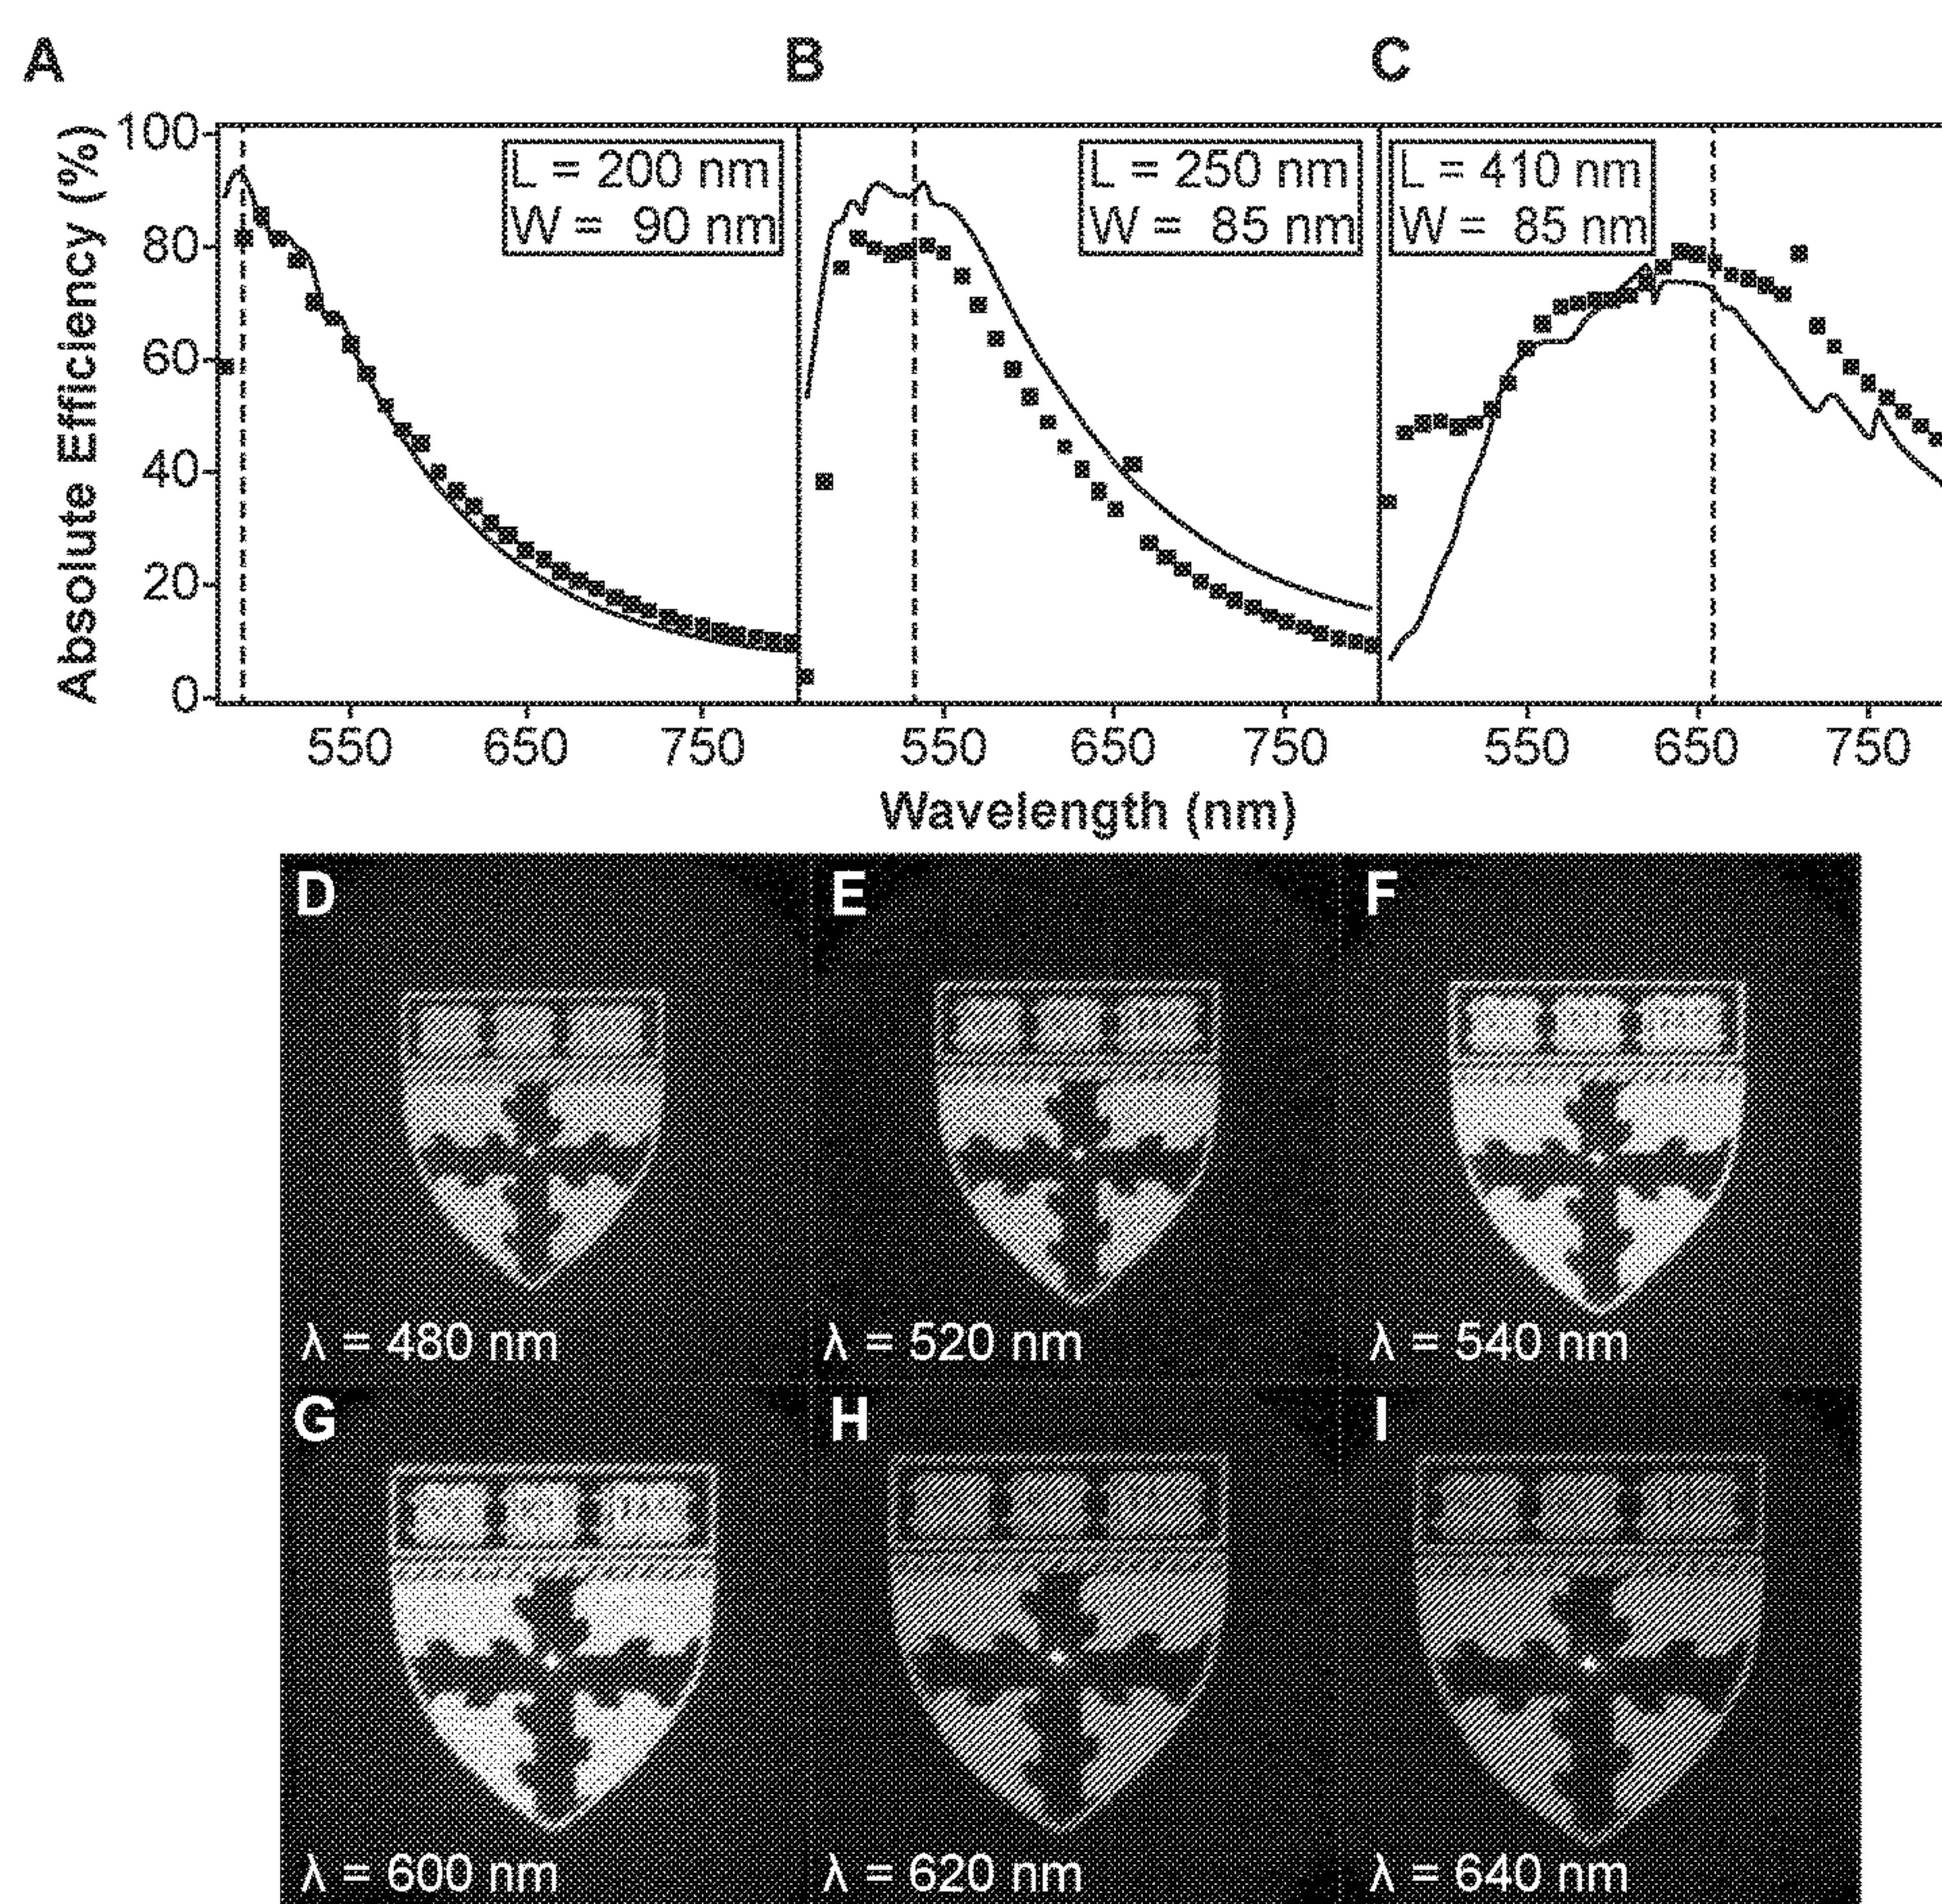 A
B
C
Absolute Efficiency (%)
100
80
60
40
20
0
L = 200 nm
W = 90 nm
L = 250 nm
W = 85 nm
L = 410 nm
W = 85 nm
550
650
750
550
650
750
550
650
750
Wavelength (nm)
D
E
F
λ = 480 nm
λ = 520 nm
λ = 540 nm
G
H
I
λ = 600 nm
λ = 620 nm
λ = 640 nm